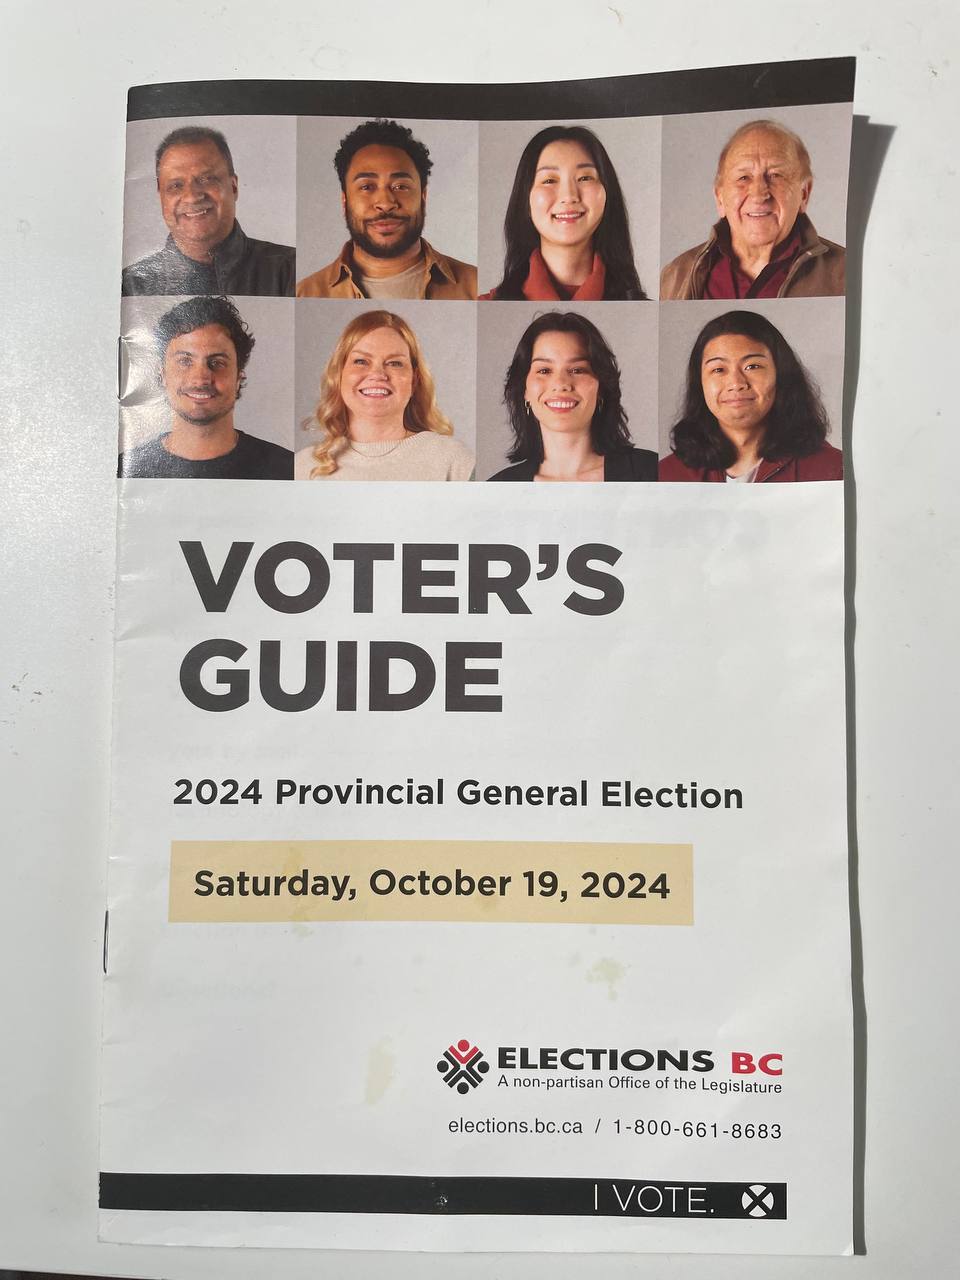 VOTER'S
GUIDE
2024 Provincial General Election
Saturday, October 19, 2024
ELECTIONS BC
A non-partisan Office of the Legislature
elections.bc.ca / 1-800-661-8683
I VOTE.